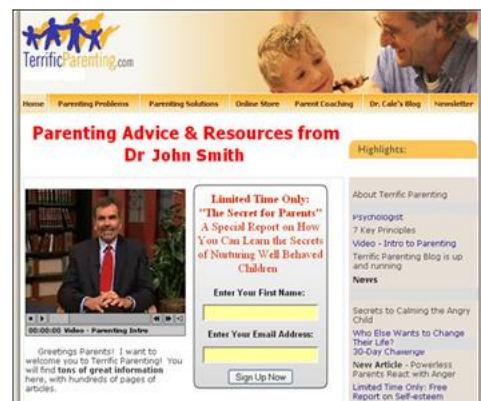 TerrificParenting.com
Home Parenting Problems Parenting Solutions Online Store Parent Coaching Dr. Cale's Blog Newsletter
Parenting Advice & Resources from
Dr John Smith
Limited Time Only:
"The Secret for Parents"
A Special Report on How
You Can Learn the Secrets
of Nurturing Well Behaved
Children
Enter Your First Name:
Enter Your Email Address:
Sign Up Now
00:00:00 Video - Parenting Intro
Greetings Parents! I want to
welcome you to Terrific Parenting! You
will find tons of great information
here, with hundreds of pages of
articles.
Highlights:
About Terrific Parenting
Psychologist
7 Key Principles
Video - Intro to Parenting
Terrific Parenting Blog is up
and running
News
Secrets to Calming the Angry
Child
Who Else Wants to Change
Their Life?
30-Day Challenge
New Article - Powerless
Parents React with Anger
Limited Time Only: Free
Report on Self-esteem